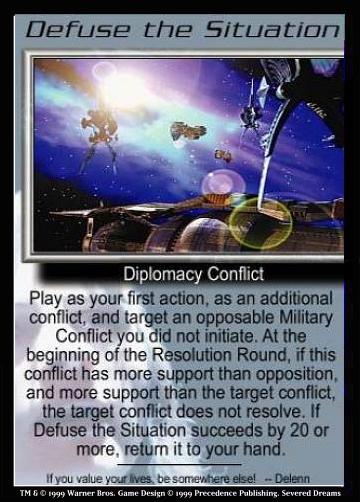 Defuse the Situation
Diplomacy Conflict
Play as your first action, as an additional
conflict, and target an opposable Military
Conflict you did not initiate. At the
beginning of the Resolution Round, if this
conflict has more support than opposition,
and more support than the target conflict,
the target conflict does not resolve. If
Defuse the Situation succeeds by 20 or
more, return it to your hand.
If you value your lives, be somewhere else! -- Delenn
TM & © 1999 Warner Bros. Game Design © 1999 Precedence Publishing. Severed Dreams